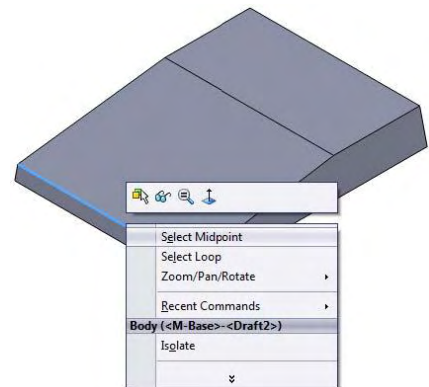 Select Midpoint
Select Loop
Zoom/Pan/Rotate
Recent Commands
Body (<M-Base>-<Draft2>)
Isolate